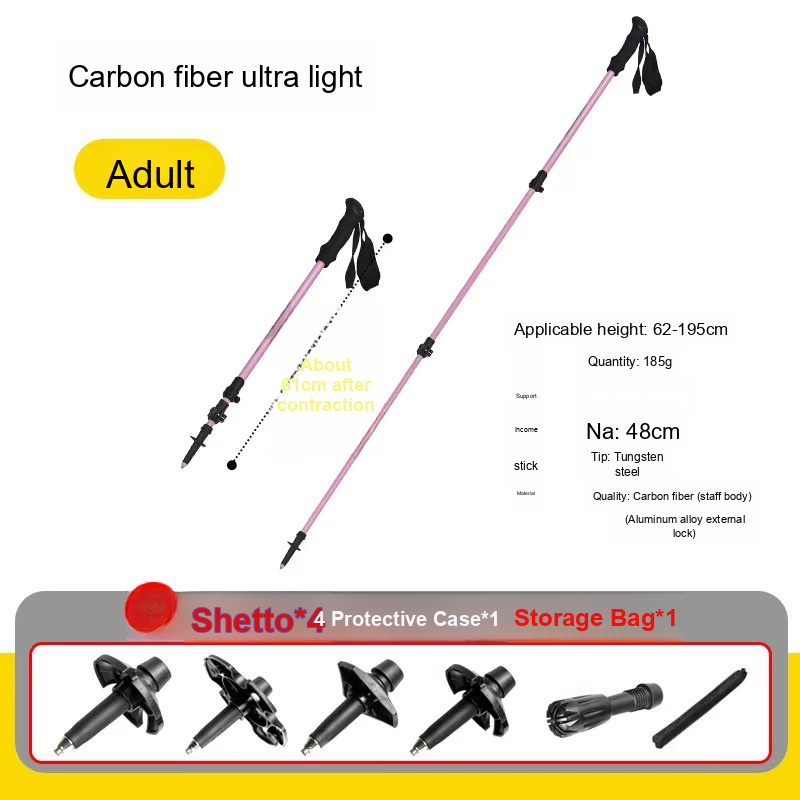 Carbon fiber ultra light
Adult
About
61cm after
contraction
Applicable height: 62-195cm
Quantity: 185g
Support
Income
Na: 48cm
stick
Tip: Tungsten
steel
Material
Quality: Carbon fiber (staff body)
(Aluminum alloy external
lock)
Shetto*4
4 Protective Case*1
Storage Bag*1